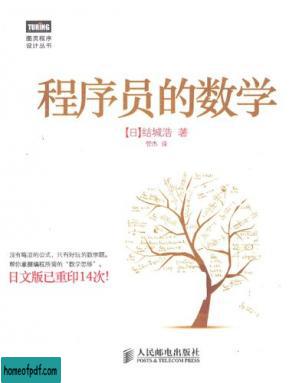 TURING
图灵程序
设计丛书
程序员的数学
【日】结城浩 著
管杰 译
没有晦涩的公式，只有好玩的数学题。
帮你掌握编程所需的“数学思维”。
日文版已重印14次！
人民邮电出版社
POSTS & TELECOM PRESS
homeofpdf.com